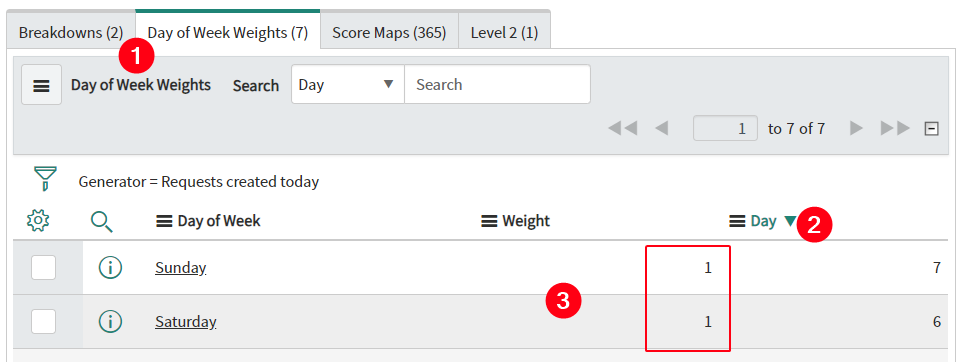 Breakdowns (2) Day of Week Weights (7) Score Maps (365) Level 2 (1)
1
Day of Week Weights Search Day Search
1 to 7 of 7
Generator = Requests created today
Day of Week Weight Day 2
Sunday 1 7
3
Saturday 1 6